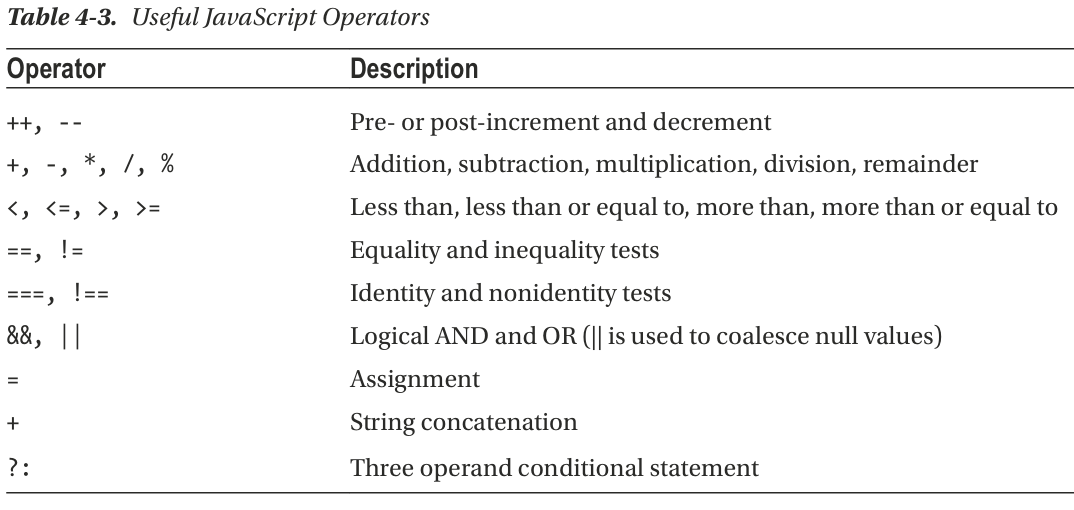 Table 4-3. Useful JavaScript Operators
Operator Description
++, -- Pre- or post-increment and decrement
+, -, *, /, % Addition, subtraction, multiplication, division, remainder
<, <=, >, >= Less than, less than or equal to, more than, more than or equal to
==, != Equality and inequality tests
===, !== Identity and nonidentity tests
&&, || Logical AND and OR (|| is used to coalesce null values)
= Assignment
+ String concatenation
?: Three operand conditional statement